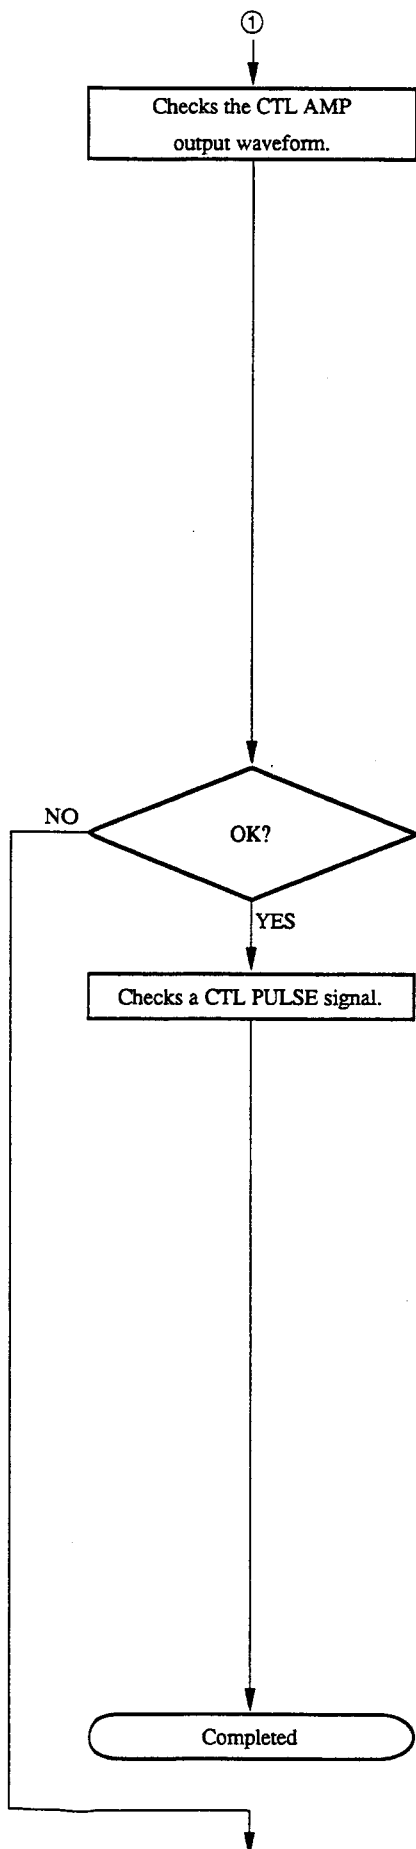 ①
Checks the CTL AMP
output waveform.
NO
OK?
YES
Checks a CTL PULSE signal.
Completed